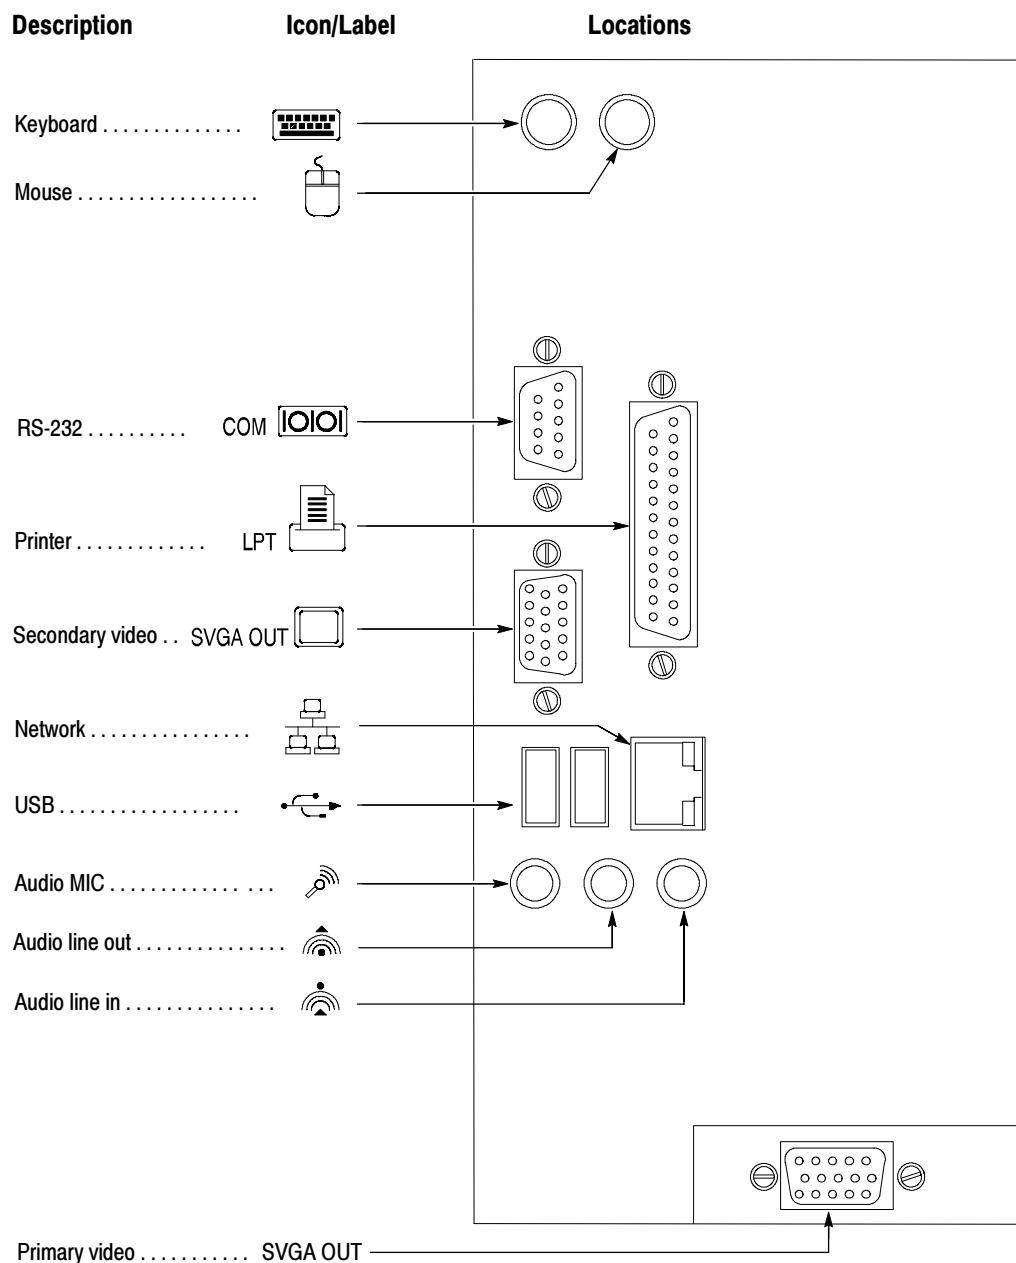 Description Icon/Label Locations
Keyboard . . . . . . . . . . . . . .
Mouse . . . . . . . . . . . . . . . . . .
RS-232 . . . . . . . . . . COM IOIOI
Printer . . . . . . . . . . . . . LPT
Secondary video . . SVGA OUT
Network . . . . . . . . . . . . . . . .
USB . . . . . . . . . . . . . . . . . .
Audio MIC . . . . . . . . . . . . . . . .
Audio line out . . . . . . . . . . . . . . .
Audio line in . . . . . . . . . . . . . . .
Primary video . . . . . . . . . . . SVGA OUT